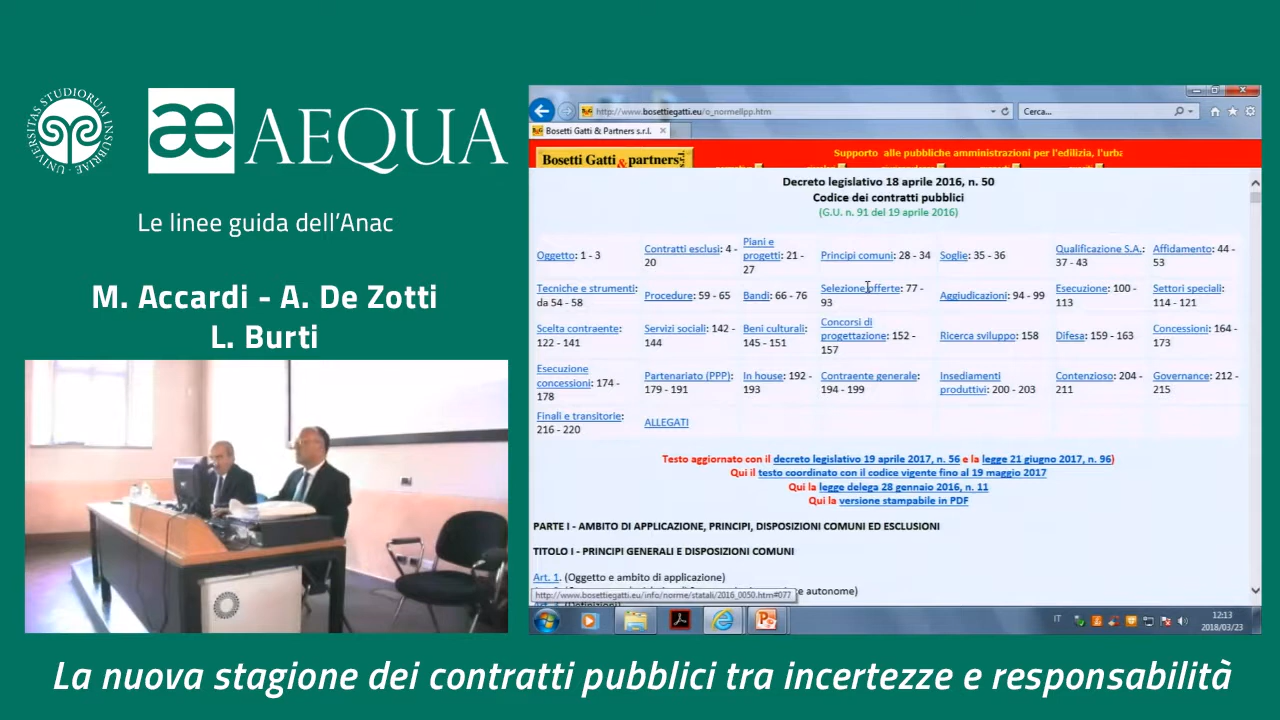 UNIVERSITAS STUDIORUM INSUBRIAE
æ AEQUA
Le linee guida dell'Anac
M. Accardi - A. De Zotti
L. Burti
http://www.bosettiegatti.eu/o_normellpp.htm
Cerca...
Bosetti Gatti & Partners s.r.l.
Bosetti Gatti & partners s.r.l.
Supporto alle pubbliche amministrazioni per l'edilizia, l'urba
Decreto legislativo 18 aprile 2016, n. 50
Codice dei contratti pubblici
(G.U. n. 91 del 19 aprile 2016)
Oggetto: 1 - 3
Contratti esclusi: 4 - 20
Piani e progetti: 21 - 27
Principi comuni: 28 - 34
Soglie: 35 - 36
Qualificazione S.A.: 37 - 43
Affidamento: 44 - 53
Tecniche e strumenti: da 54 - 58
Procedure: 59 - 65
Bandi: 66 - 76
Selezione offerte: 77 - 93
Aggiudicazioni: 94 - 99
Esecuzione: 100 - 113
Settori speciali: 114 - 121
Scelta contraente: 122 - 141
Servizi sociali: 142 - 144
Beni culturali: 145 - 151
Concorsi di progettazione: 152 - 157
Ricerca sviluppo: 158
Difesa: 159 - 163
Concessioni: 164 - 173
Esecuzione concessioni: 174 - 178
Partenariato (PPP): 179 - 191
In house: 192 - 193
Contraente generale: 194 - 199
Insediamenti produttivi: 200 - 203
Contenzioso: 204 - 211
Governance: 212 - 215
Finali e transitorie: 216 - 220
ALLEGATI
Testo aggiornato con il decreto legislativo 19 aprile 2017, n. 56 e la legge 21 giugno 2017, n. 96)
Qui il testo coordinato con il codice vigente fino al 19 maggio 2017
Qui la legge delega 28 gennaio 2016, n. 11
Qui la versione stampabile in PDF
PARTE I - AMBITO DI APPLICAZIONE, PRINCIPI, DISPOSIZIONI COMUNI ED ESCLUSIONI
TITOLO I - PRINCIPI GENERALI E DISPOSIZIONI COMUNI
Art. 1. (Oggetto e ambito di applicazione)
e autonome)
http://www.bosettiegatti.eu/info/norme/statali/2016_0050.htm#077
IT
12:13
2018/03/23
La nuova stagione dei contratti pubblici tra incertezze e responsabilità